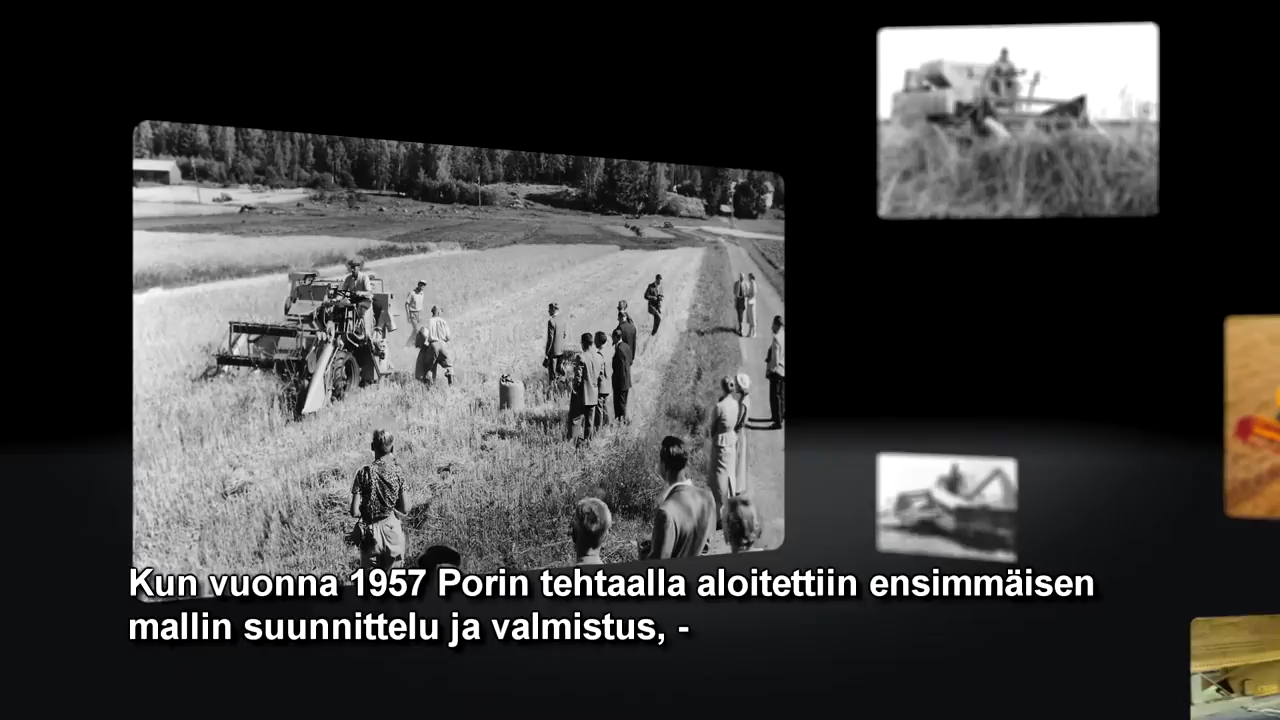 Kun vuonna 1957 Porin tehtaalla aloitettiin ensimmäisen
mallin suunnittelu ja valmistus, -